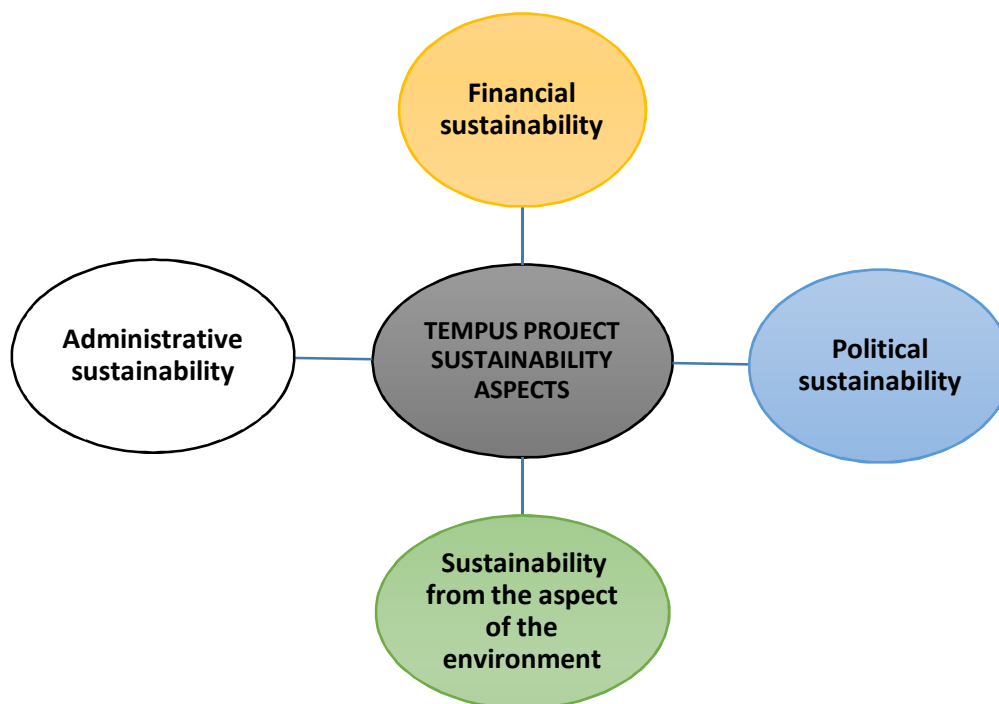 Financial
sustainability
Administrative
sustainability
TEMPUS PROJECT
SUSTAINABILITY
ASPECTS
Political
sustainability
Sustainability
from the aspect
of the
environment